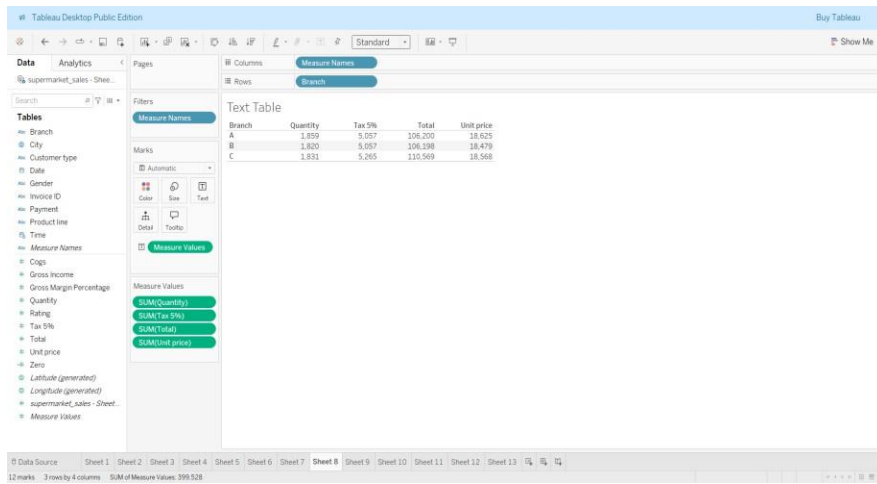 Tableau Desktop Public Edition
Buy Tableau
Standard
Show Me
Data Analytics
Pages
Columns Measure Names
supermarket_sales - Shee...
Rows Branch
Search
Filters
Measure Names
Text Table
Tables
Branch Quantity Tax 5% Total Unit price
A 1,859 5,057 106,200 18,625
B 1,820 5,057 106,198 18,479
C 1,831 5,265 110,569 18,568
Abc Branch
City
Abc Customer type
Date
Abc Gender
Abc Invoice ID
Abc Payment
Abc Product line
Time
Abc Measure Names
Cogs
Gross Income
Gross Margin Percentage
Quantity
Rating
Tax 5%
Total
Unit price
Zero
Latitude (generated)
Longitude (generated)
supermarket_sales - Sheet...
Measure Values
Marks
Automatic
Color Size Text
Detail Tooltip
Measure Values
Measure Values
SUM(Quantity)
SUM(Tax 5%)
SUM(Total)
SUM(Unit price)
Data Source Sheet 1 Sheet 2 Sheet 3 Sheet 4 Sheet 5 Sheet 6 Sheet 7 Sheet 8 Sheet 9 Sheet 10 Sheet 11 Sheet 12 Sheet 13
12 marks 3 rows by 4 columns SUM of Measure Values: 399,528